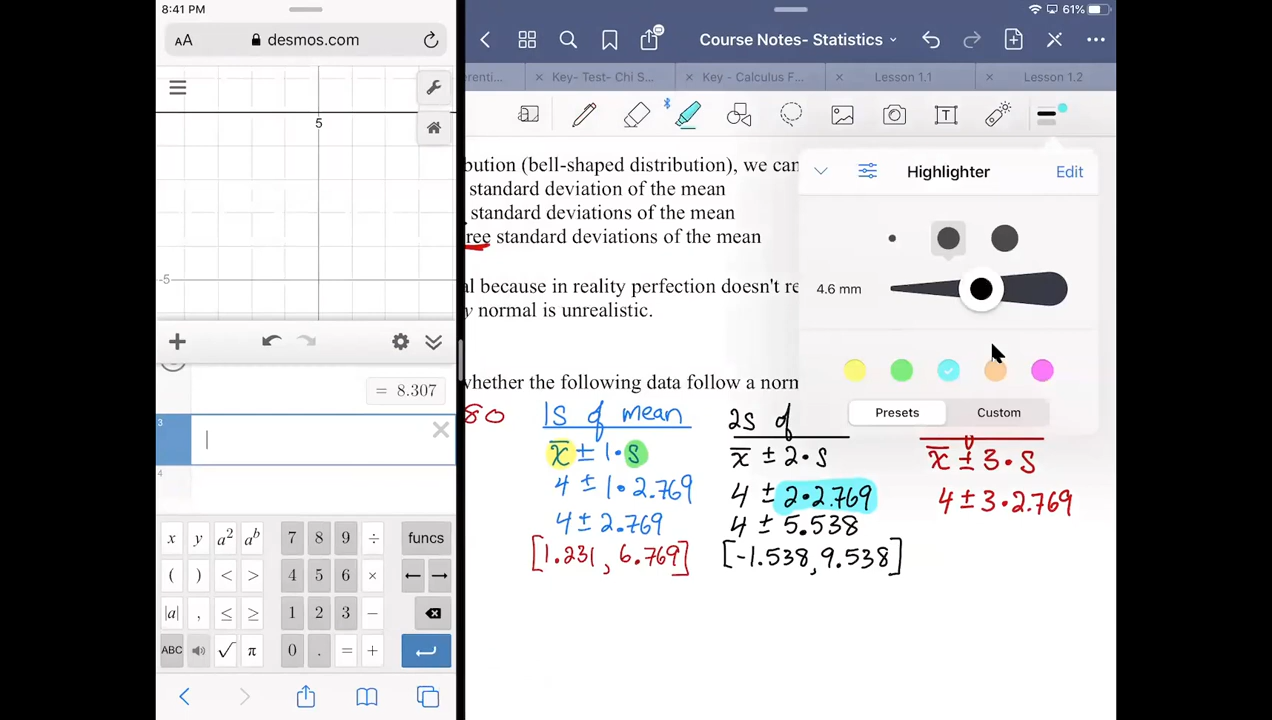 8:41 PM
61%
AA desmos.com
Course Notes- Statistics
erenti...
Key- Test- Chi S...
Key - Calculus F...
Lesson 1.1
Lesson 1.2
5
-5
bution (bell-shaped distribution), we can
standard deviation of the mean
standard deviations of the mean
ree standard deviations of the mean
al because in reality perfection doesn't re
y normal is unrealistic.
whether the following data follow a norm
Highlighter
Edit
4.6 mm
Presets
Custom
= 8.307
3
4
80
1s of mean
x̄ ± 1·s
4 ± 1·2.769
4 ± 2.769
[1.231, 6.769]
2s of
x̄ ± 2·s
4 ± 2·2.769
4 ± 5.538
[-1.538, 9.538]
x̄ ± 3·s
4 ± 3·2.769
x y a² aᵇ 7 8 9 ÷ funcs
( ) < > 4 5 6 × ← →
|a| , ≤ ≥ 1 2 3 −
ABC √ π 0 . = +